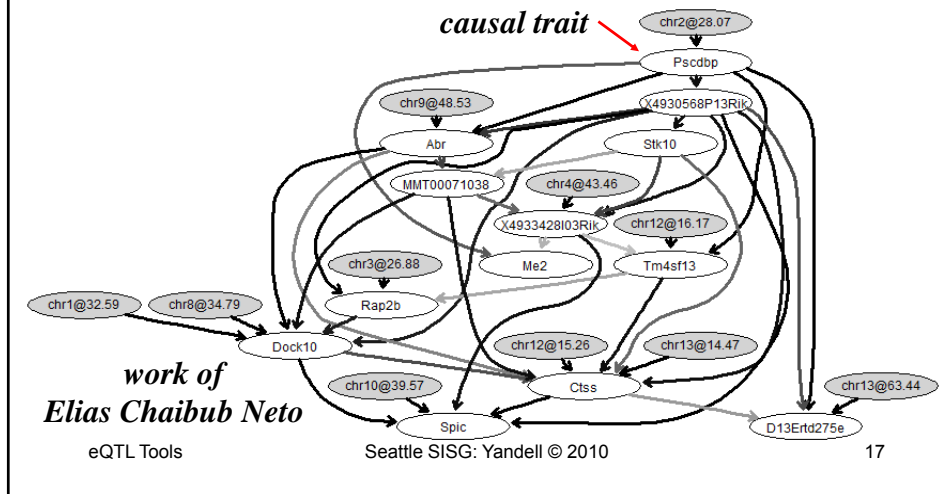 causal trait
chr2@28.07
Pscdbp
X4930568P13Rik
chr9@48.53
Abr
Stk10
MMT00071038
chr4@43.46
X4933428I03Rik
chr12@16.17
chr3@26.88
Me2
Tm4sf13
Rap2b
chr1@32.59
chr8@34.79
Dock10
chr12@15.26
chr13@14.47
work of
Elias Chaibub Neto
chr10@39.57
Ctss
chr13@63.44
Spic
D13Ertd275e
eQTL Tools
Seattle SISG: Yandell © 2010
17